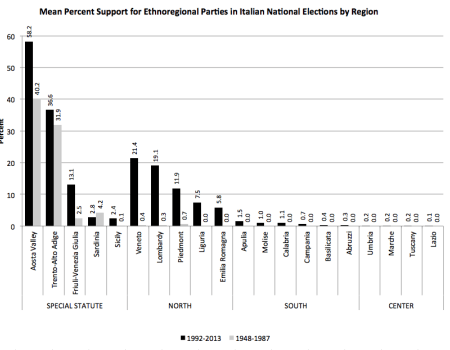 Mean Percent Support for Ethnoregional Parties in Italian National Elections by Region
Percent
60
50
40
30
20
10
0
58.2
40.2
36.6
31.9
13.1
2.5
2.8
4.2
2.4
0.1
21.4
0.4
19.1
0.3
11.9
0.7
7.5
0.0
5.8
0.0
1.5
0.0
1.0
0.0
1.1
0.0
0.7
0.0
0.4
0.0
0.3
0.0
0.2
0.0
0.2
0.0
0.2
0.0
0.1
0.0
Aosta Valley
Trento-Alto Adige
Friuli-Venezia Giulia
Sardinia
Sicily
Veneto
Lombardy
Piedmont
Liguria
Emilia Romagna
Apulia
Molise
Calabria
Campania
Basilicata
Abruzzi
Umbria
Marche
Tuscany
Lazio
SPECIAL STATUTE
NORTH
SOUTH
CENTER
1992-2013
1948-1987